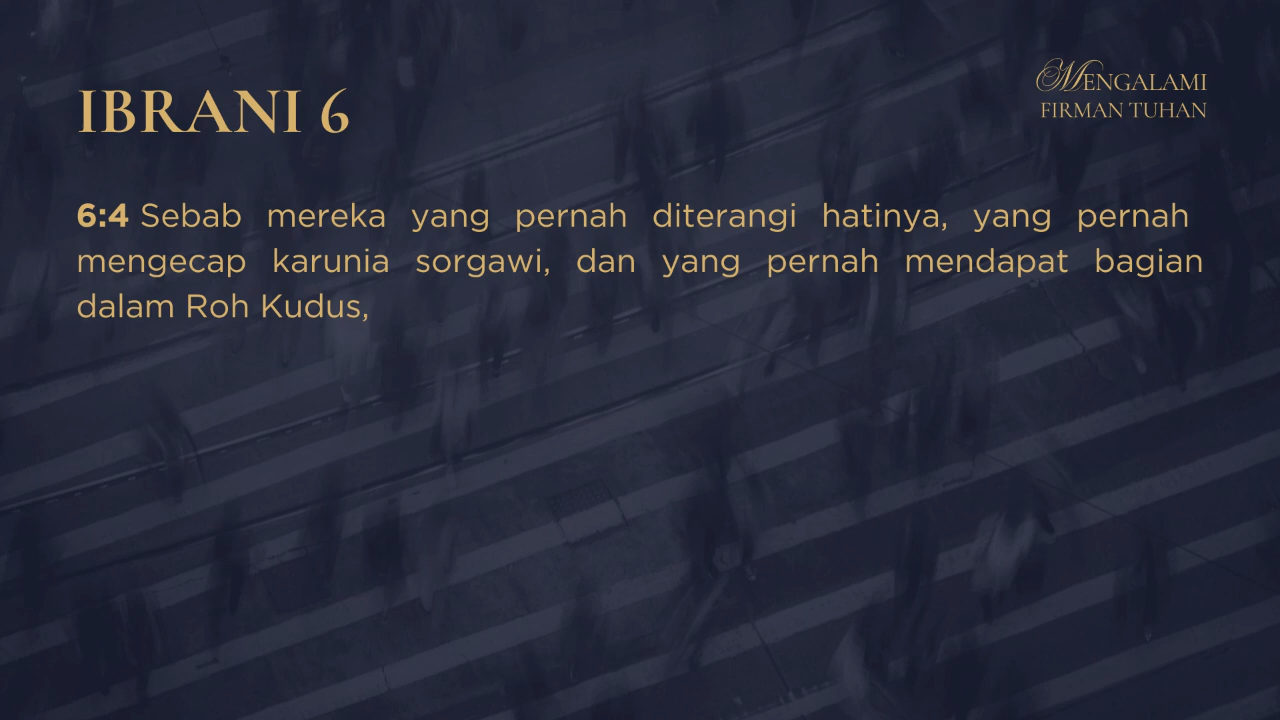 IBRANI 6
MENGALAMI
FIRMAN TUHAN
6:4 Sebab mereka yang pernah diterangi hatinya, yang pernah
mengecap karunia sorgawi, dan yang pernah mendapat bagian
dalam Roh Kudus,